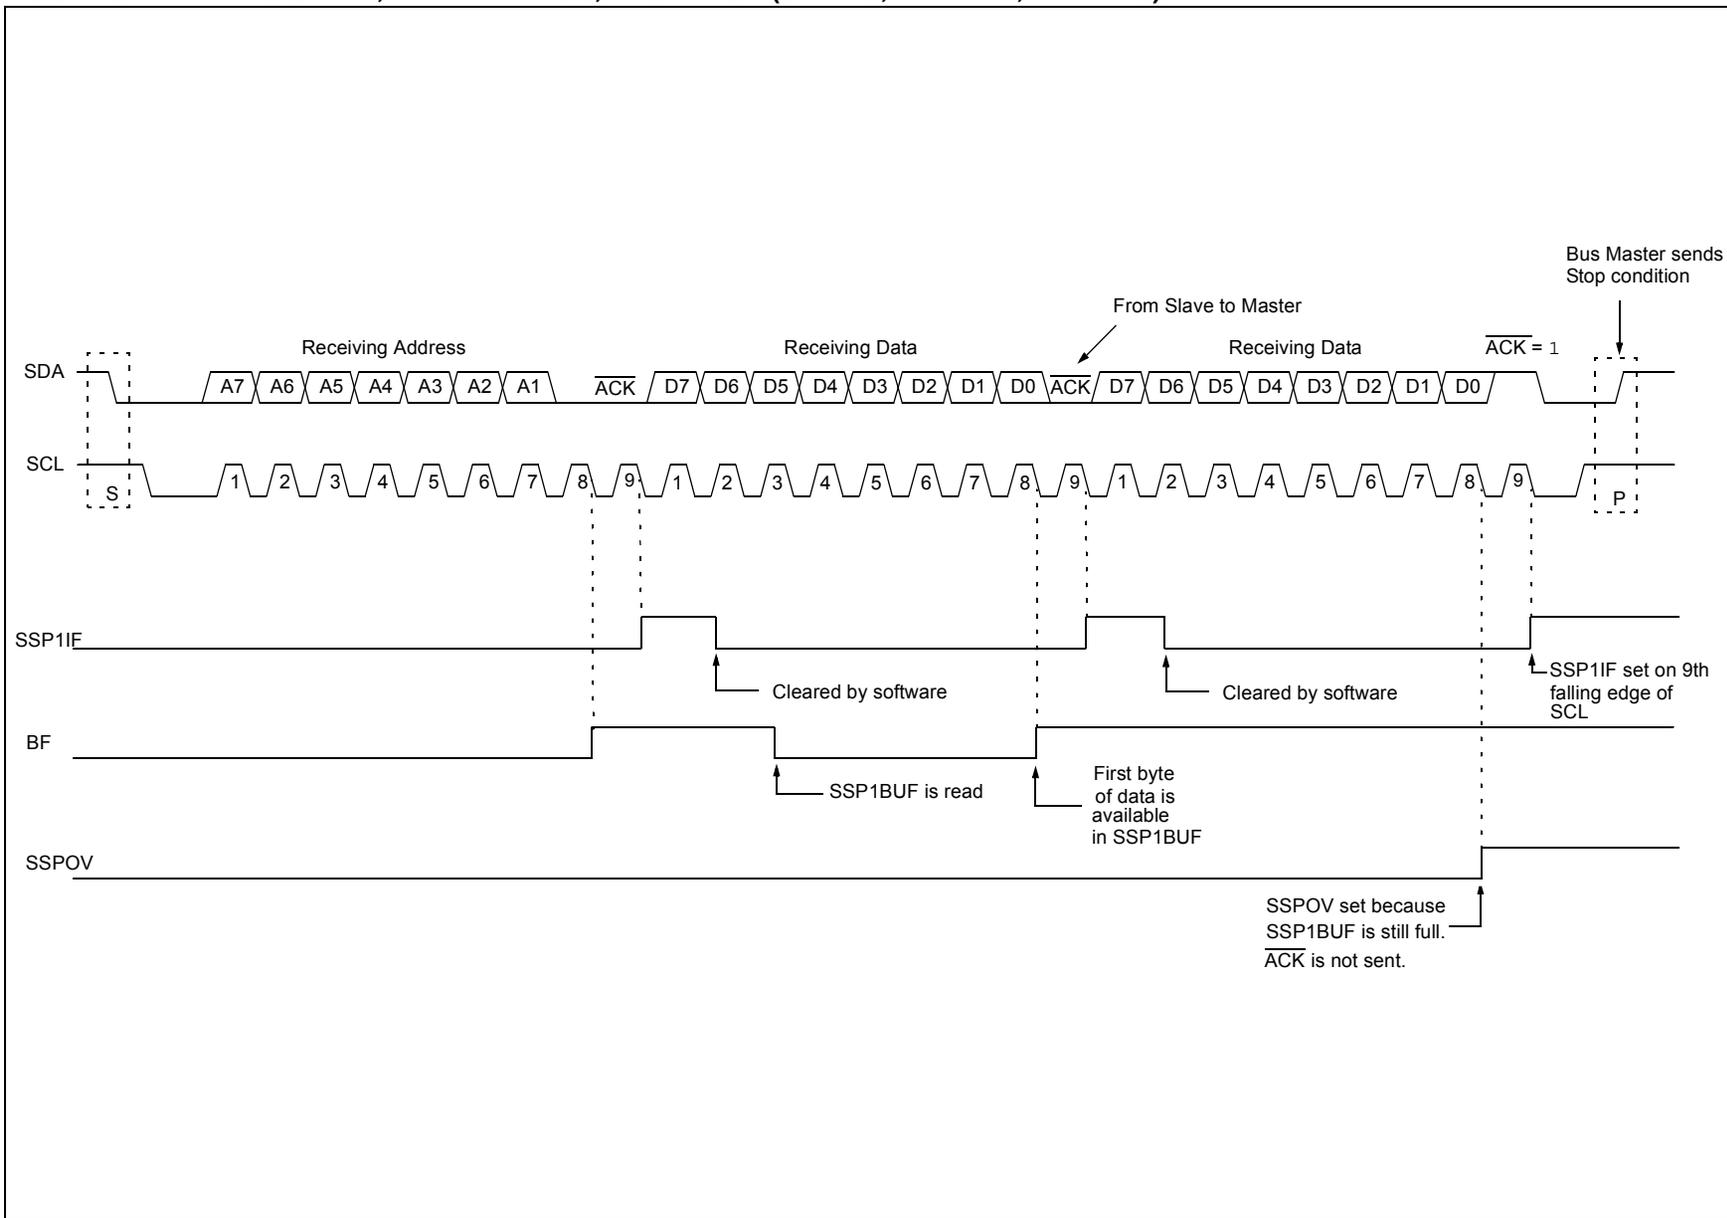 Bus Master sends
Stop condition
From Slave to Master
Receiving Address
Receiving Data
Receiving Data
ACK = 1
SDA
A7 A6 A5 A4 A3 A2 A1 ACK D7 D6 D5 D4 D3 D2 D1 D0 ACK D7 D6 D5 D4 D3 D2 D1 D0
SCL
S 1 2 3 4 5 6 7 8 9 1 2 3 4 5 6 7 8 9 1 2 3 4 5 6 7 8 9 P
SSP1IF
Cleared by software
Cleared by software
SSP1IF set on 9th
falling edge of
SCL
BF
SSP1BUF is read
First byte
of data is
available
in SSP1BUF
SSPOV
SSPOV set because
SSP1BUF is still full.
ACK is not sent.